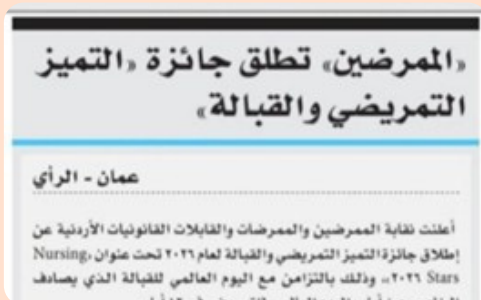 «الممرضين» تطلق جائزة «التميز
التمريضي والقبالة»
عمان - الرأي
أعلنت نقابة الممرضين والممرضات والقابلات القانونيات الأردنية عن
إطلاق جائزة التميز التمريضي والقبالة لعام ٢٠٢٦ تحت عنوان «Nursing
Stars ٢٠٢٦»، وذلك بالتزامن مع اليوم العالمي للقبالة الذي يصادف